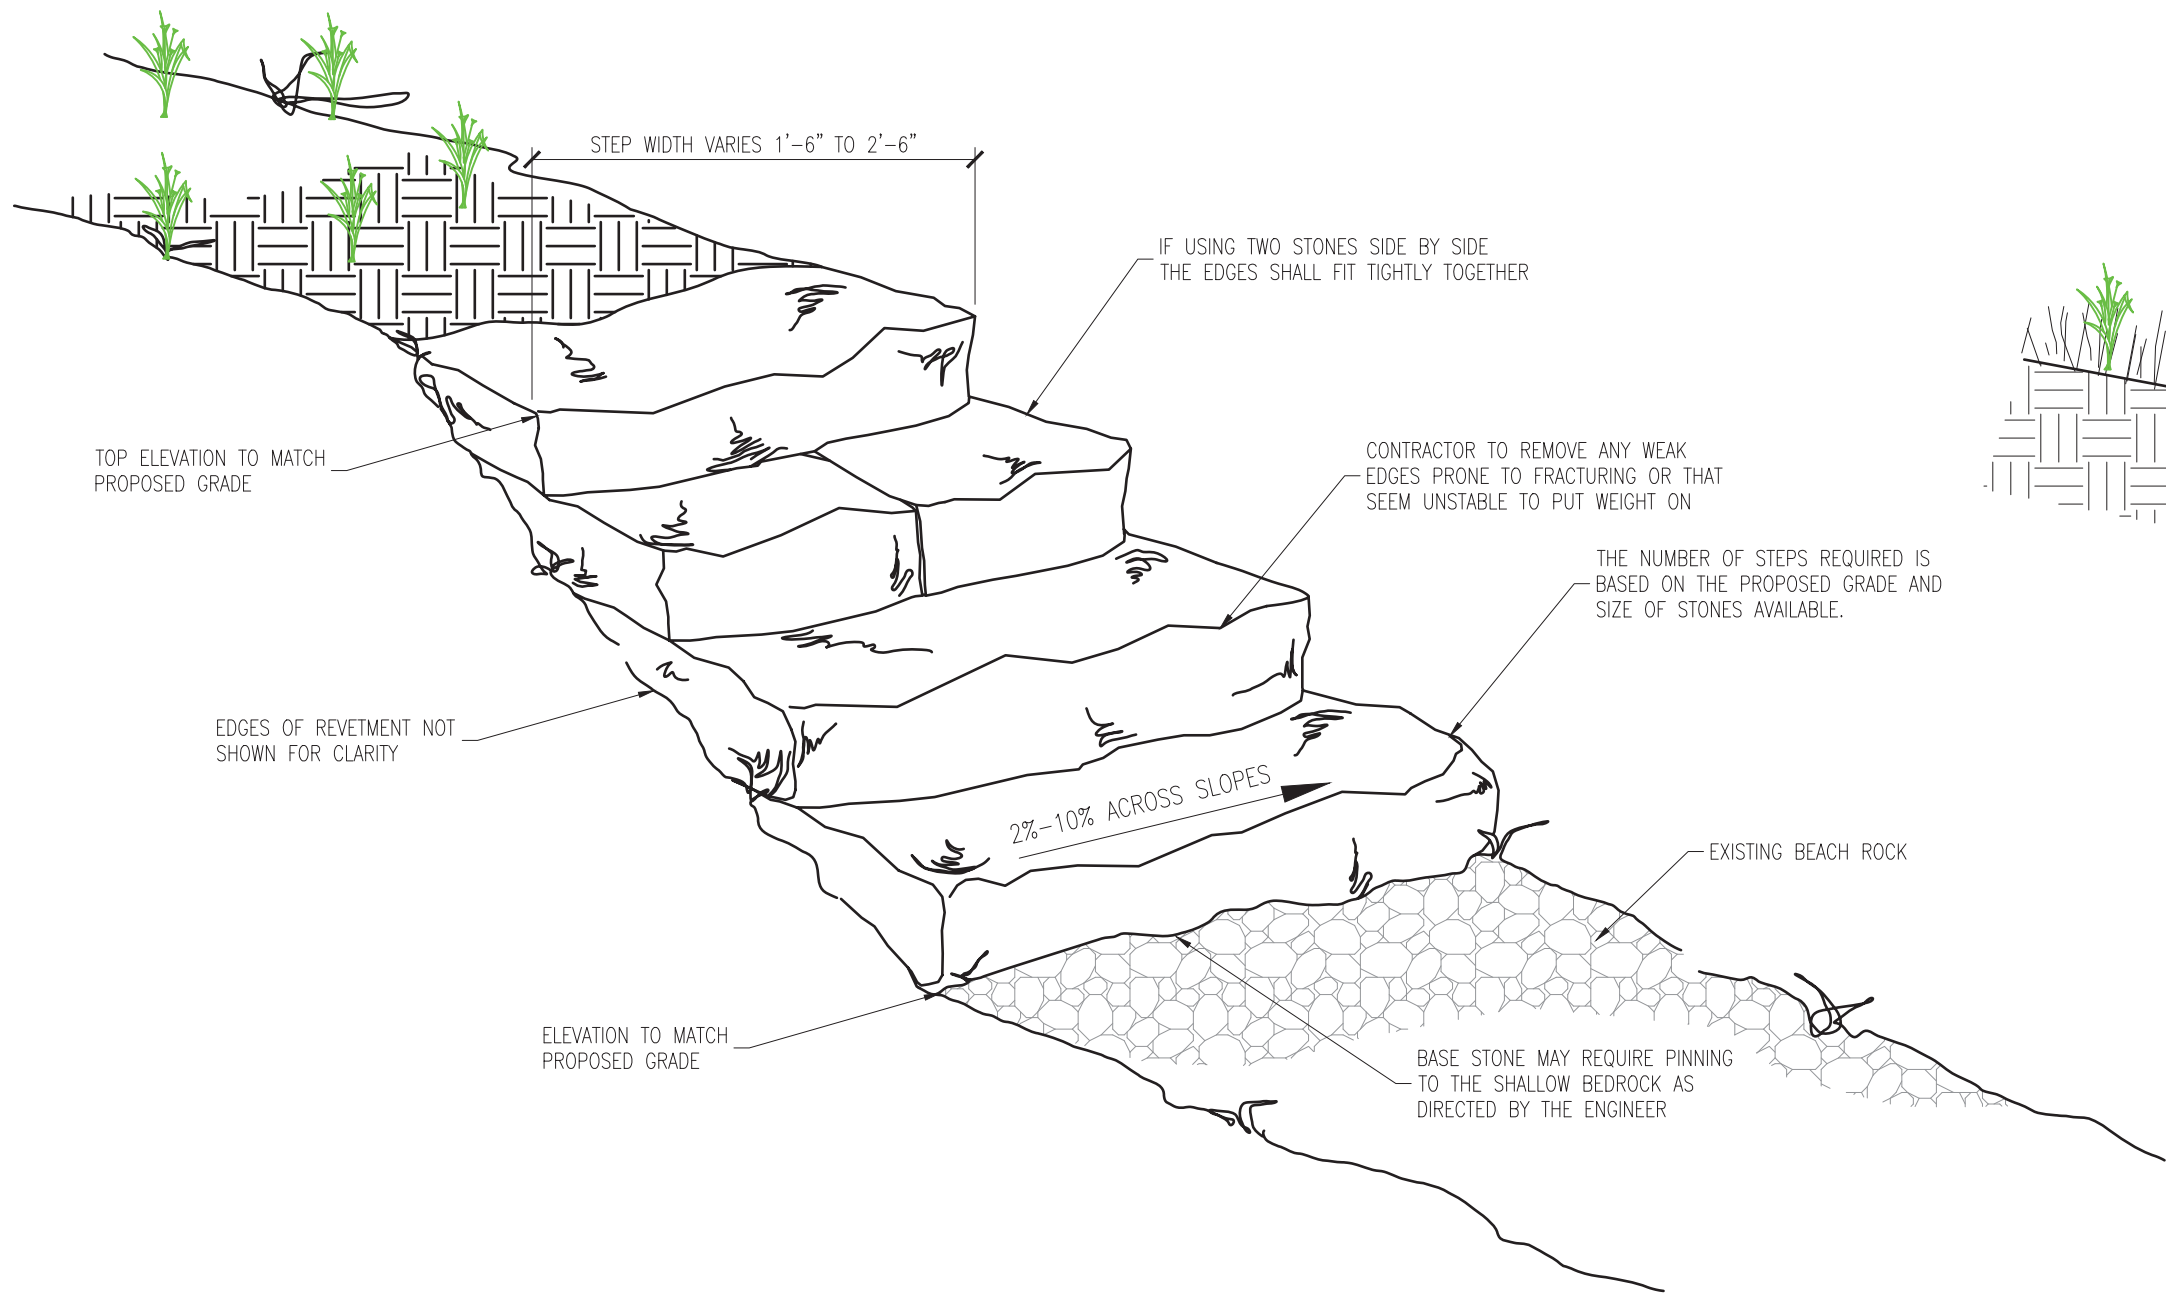 STEP WIDTH VARIES 1'-6" TO 2'-6"
IF USING TWO STONES SIDE BY SIDE
THE EDGES SHALL FIT TIGHTLY TOGETHER
TOP ELEVATION TO MATCH
PROPOSED GRADE
CONTRACTOR TO REMOVE ANY WEAK
EDGES PRONE TO FRACTURING OR THAT
SEEM UNSTABLE TO PUT WEIGHT ON
THE NUMBER OF STEPS REQUIRED IS
BASED ON THE PROPOSED GRADE AND
SIZE OF STONES AVAILABLE.
EDGES OF REVETMENT NOT
SHOWN FOR CLARITY
2%-10% ACROSS SLOPES
EXISTING BEACH ROCK
ELEVATION TO MATCH
PROPOSED GRADE
BASE STONE MAY REQUIRE PINNING
TO THE SHALLOW BEDROCK AS
DIRECTED BY THE ENGINEER